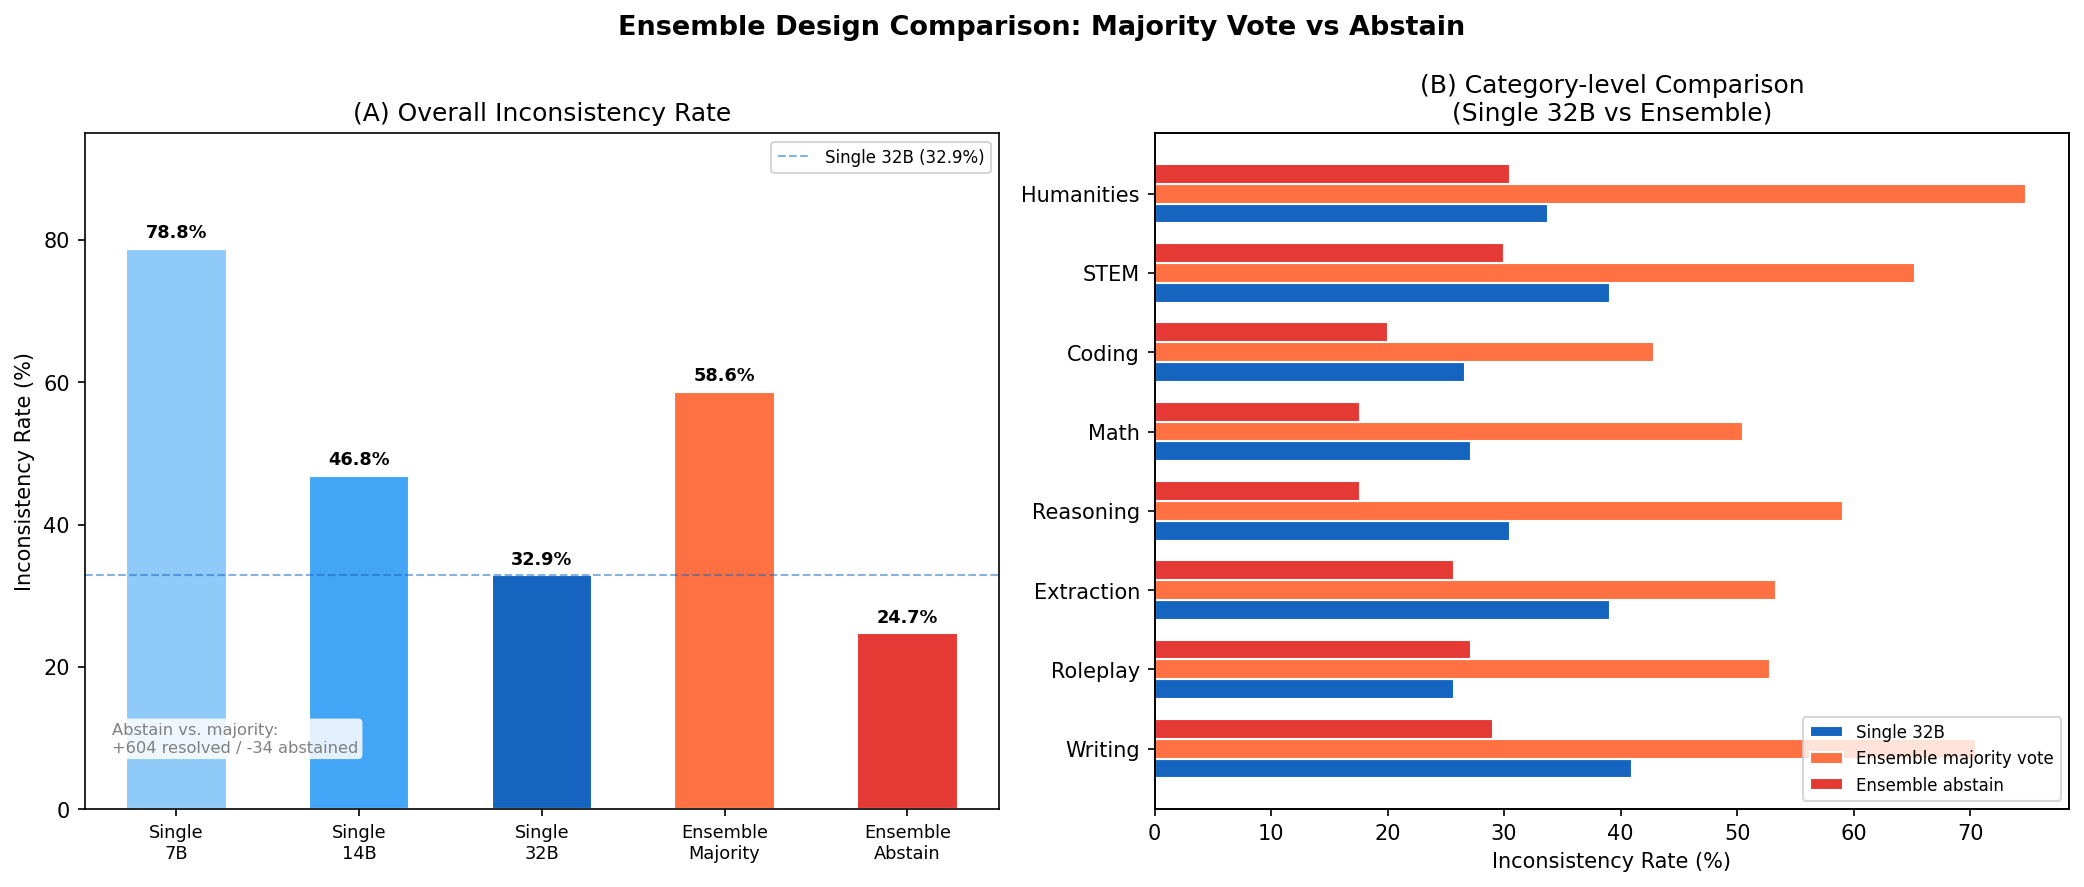 Ensemble Design Comparison: Majority Vote vs Abstain
(A) Overall Inconsistency Rate
Single 32B (32.9%)
Inconsistency Rate (%)
80
60
40
20
0
78.8%
46.8%
32.9%
58.6%
24.7%
Abstain vs. majority:
+604 resolved / -34 abstained
Single
7B
Single
14B
Single
32B
Ensemble
Majority
Ensemble
Abstain
(B) Category-level Comparison
(Single 32B vs Ensemble)
Humanities
STEM
Coding
Math
Reasoning
Extraction
Roleplay
Writing
Single 32B
Ensemble majority vote
Ensemble abstain
0 10 20 30 40 50 60 70
Inconsistency Rate (%)